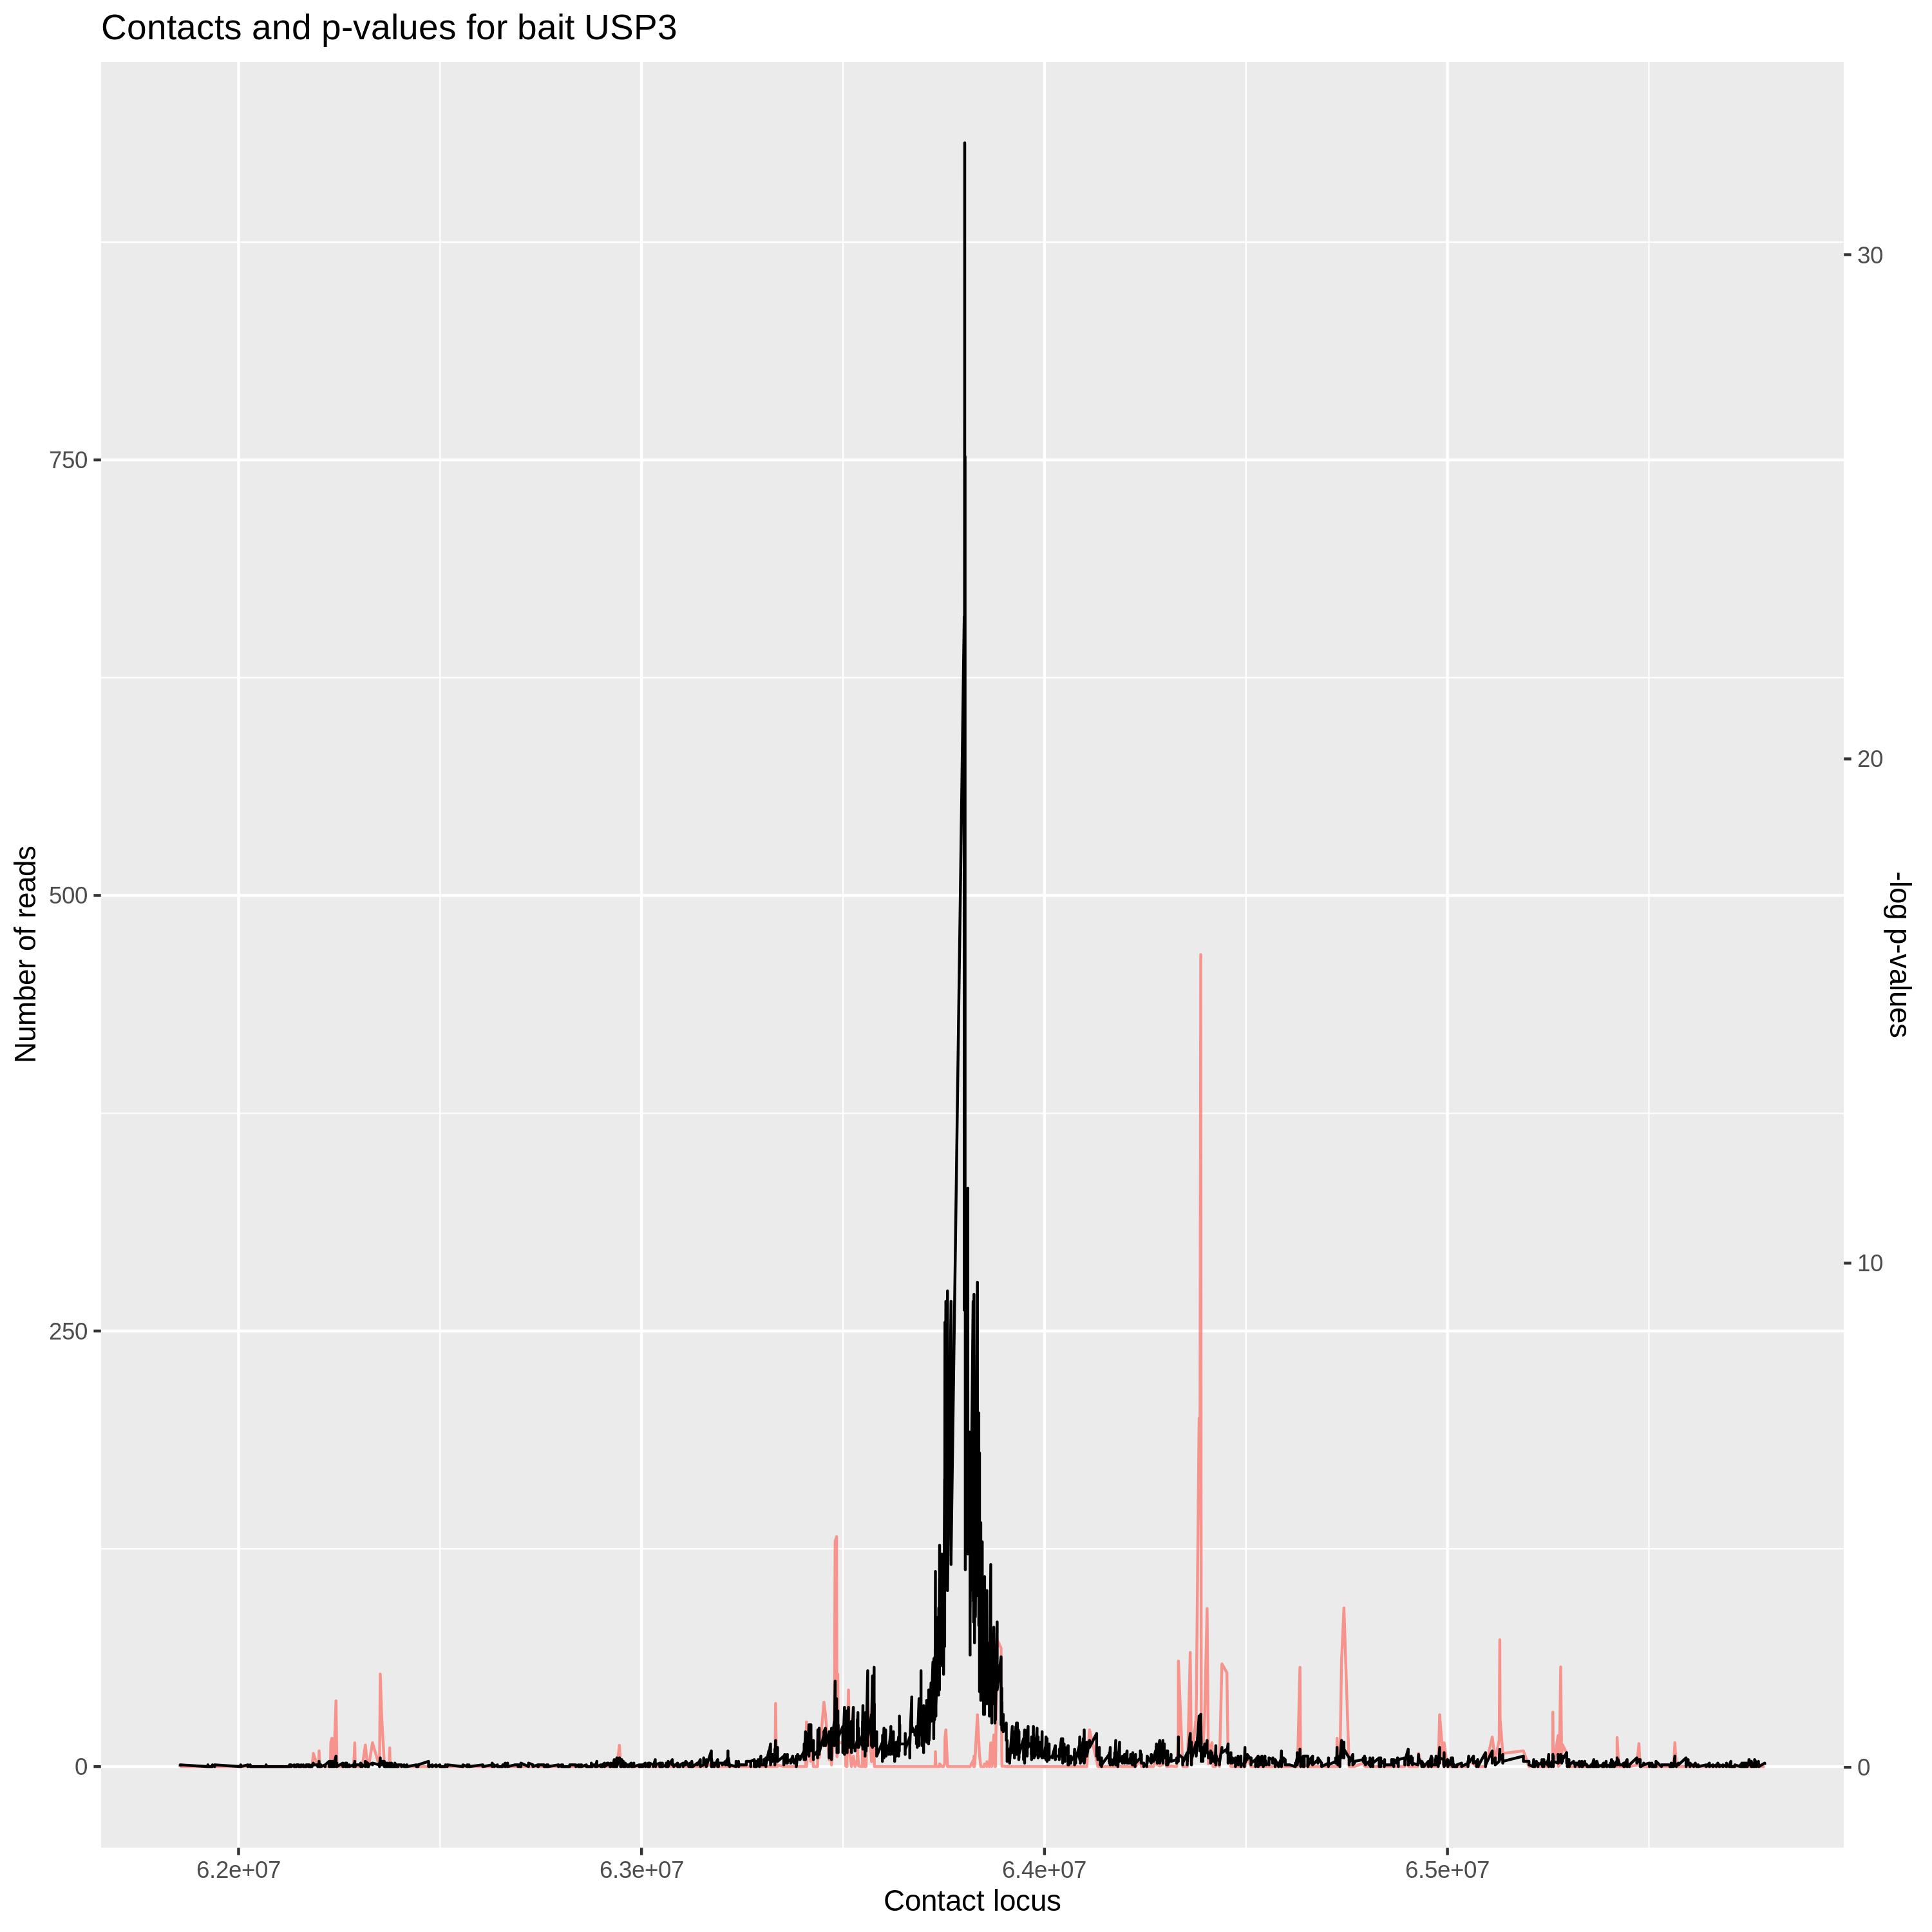 Contacts and p-values for bait USP3
750
500
250
0
Number of reads
30
20
10
0
-log p-values
6.2e+07
6.3e+07
6.4e+07
6.5e+07
Contact locus